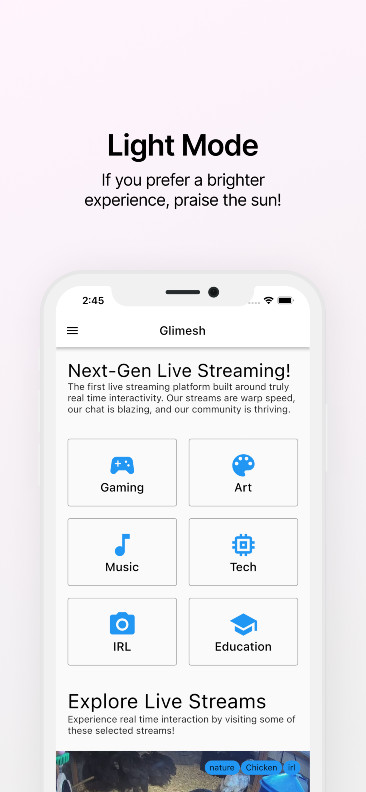 Light Mode
If you prefer a brighter
experience, praise the sun!
2:45
Glimesh
Next-Gen Live Streaming!
The first live streaming platform built around truly
real time interactivity. Our streams are warp speed,
our chat is blazing, and our community is thriving.
Gaming
Art
Music
Tech
IRL
Education
Explore Live Streams
Experience real time interaction by visiting some of
these selected streams!
nature
Chicken
irl